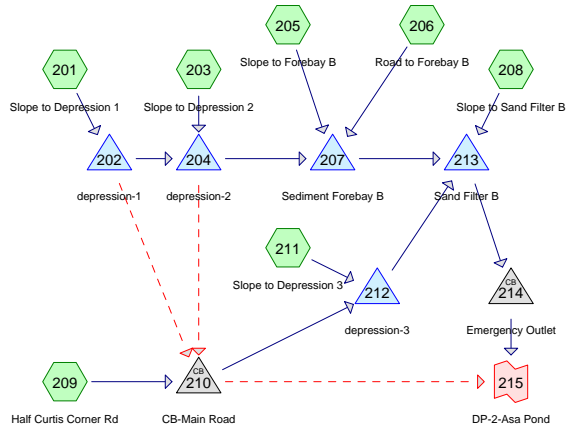 205
206
Slope to Forebay B
Road to Forebay B
201
203
208
Slope to Depression 1
Slope to Depression 2
Slope to Sand Filter B
202
204
207
213
depression-1
depression-2
Sediment Forebay B
Sand Filter B
211
Slope to Depression 3
212
depression-3
CB
214
Emergency Outlet
209
CB
210
215
Half Curtis Corner Rd
CB-Main Road
DP-2-Asa Pond